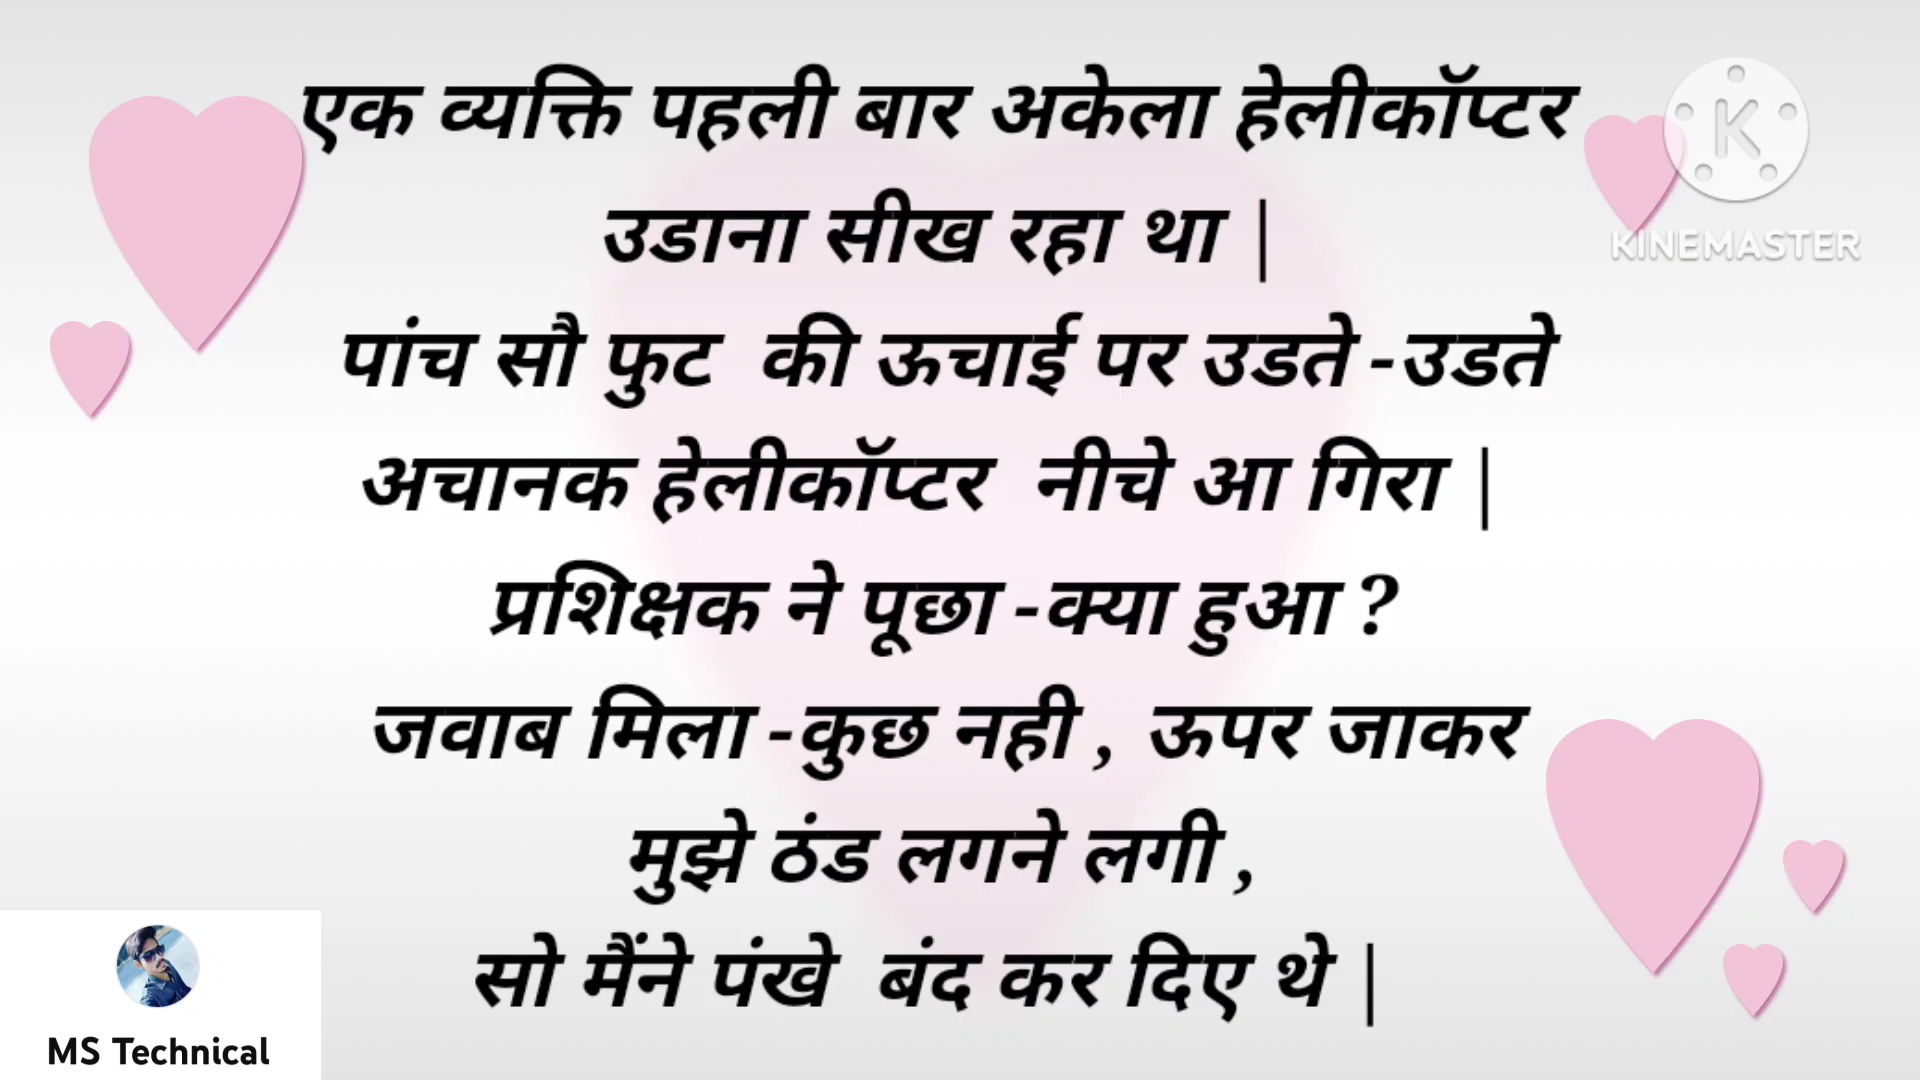 एक व्यक्ति पहली बार अकेला हेलीकॉप्टर
उडाना सीख रहा था |
पांच सौ फुट की ऊचाई पर उडते -उडते
अचानक हेलीकॉप्टर नीचे आ गिरा |
प्रशिक्षक ने पूछा -क्या हुआ ?
जवाब मिला -कुछ नही , ऊपर जाकर
मुझे ठंड लगने लगी ,
सो मैंने पंखे बंद कर दिए थे |
K
KINEMASTER
MS Technical